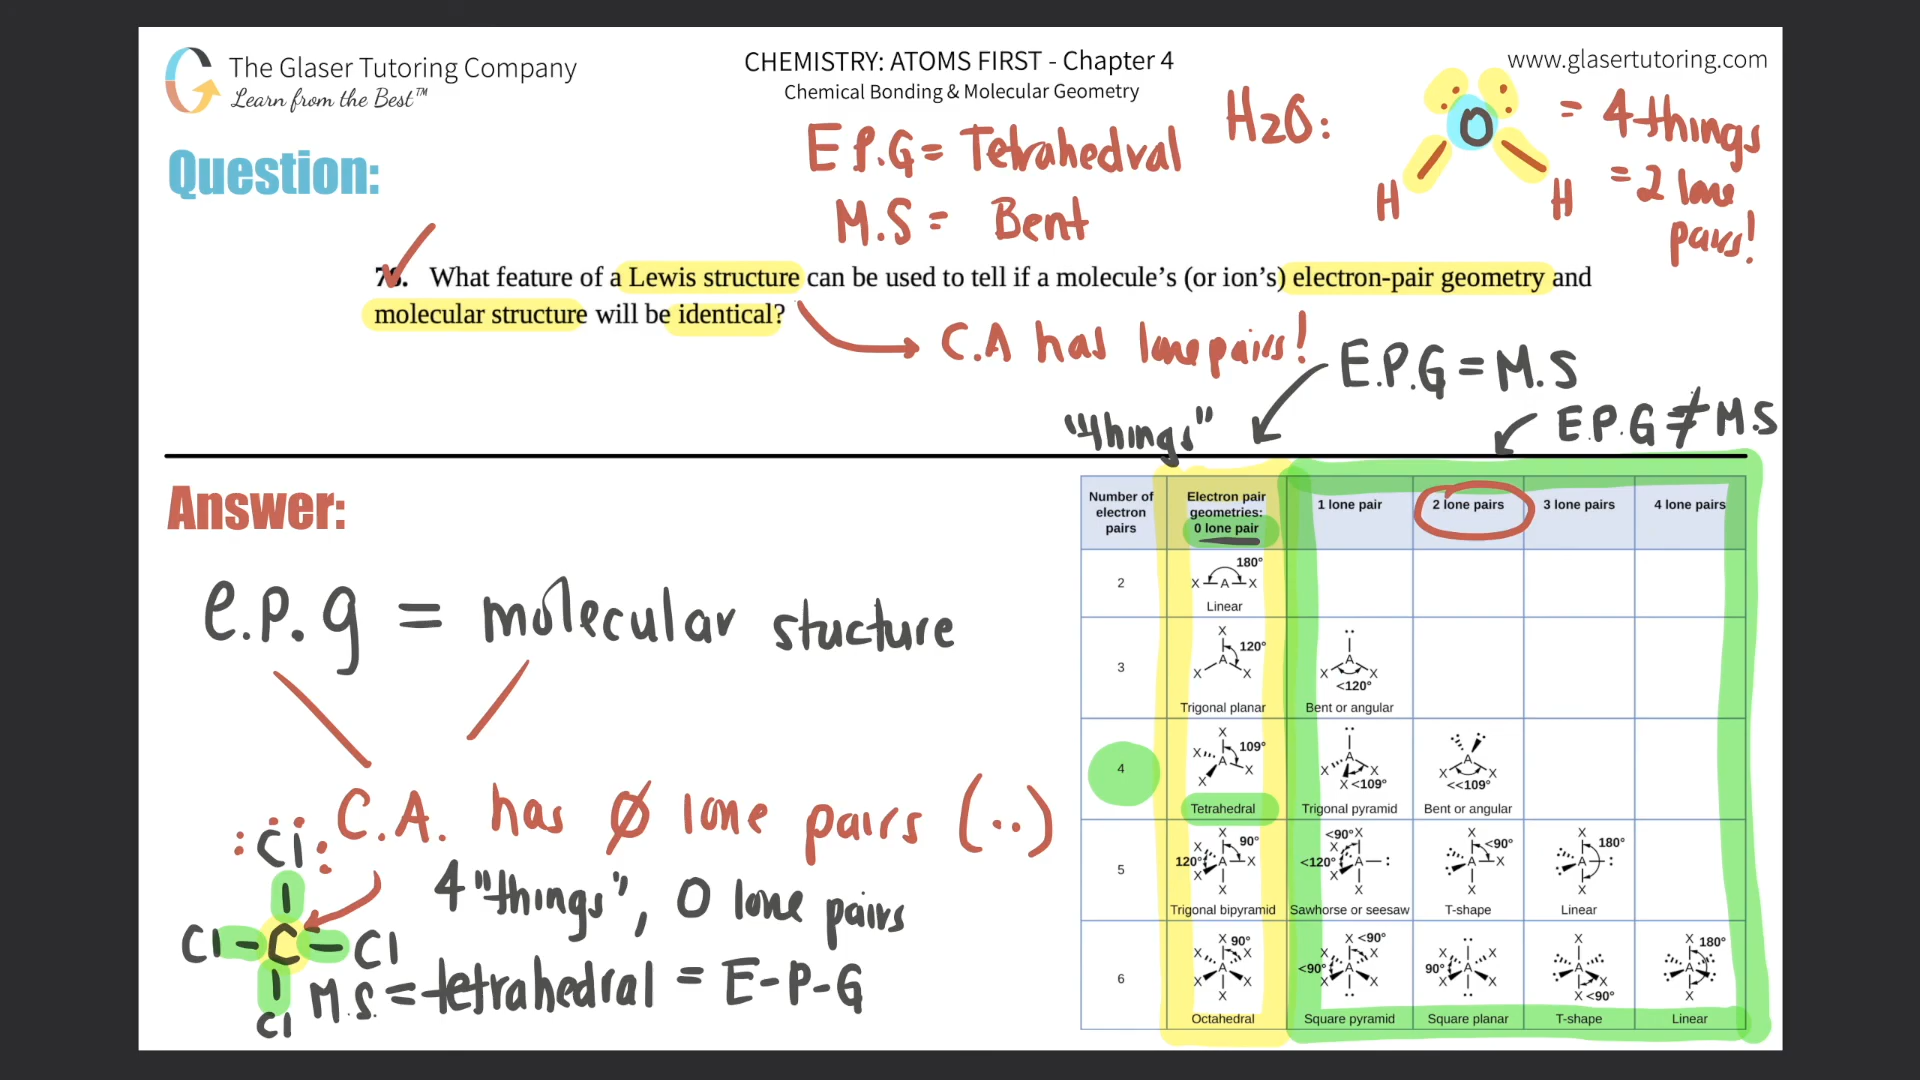 The Glaser Tutoring Company
Learn from the Best™
CHEMISTRY: ATOMS FIRST - Chapter 4
Chemical Bonding & Molecular Geometry
www.glasertutoring.com
Question:
E.P.G = Tetrahedral
M.S = Bent
H2O:
O
H
H
= 4 things
= 2 lone
pairs!
What feature of a Lewis structure can be used to tell if a molecule's (or ion's) electron-pair geometry and
molecular structure will be identical?
C.A has lone pairs!
E.P.G = M.S
E.P.G ≠ M.S
"things"
Answer:
e.p.g = molecular stucture
C.A. has Ø lone pairs (..)
4 "things", 0 lone pairs
M.S. = tetrahedral = E-P-G
Cl
Cl - C - Cl
Cl
Number of electron pairs
Electron pair geometries: 0 lone pair
1 lone pair
2 lone pairs
3 lone pairs
4 lone pairs
2
180°
X A X
Linear
3
X
120°
A
X X
Trigonal planar
A
X X
<120°
Bent or angular
4
X
X 109°
A
X X
Tetrahedral
A
X X
X <109°
Trigonal pyramid
A
X X
<<109°
Bent or angular
5
X
X 90°
120° A X
X
X
Trigonal bipyramid
<90° X
X
<120° A :
X
X
Sawhorse or seesaw
X
<90°
A X
X
T-shape
X
180°
A :
X
Linear
6
X 90°
X X
A
X X
X
Octahedral
X <90°
X X
<90° A
X X
Square pyramid
X X
90° A
X X
Square planar
X
A
X
X <90°
T-shape
X 180°
A
X
Linear